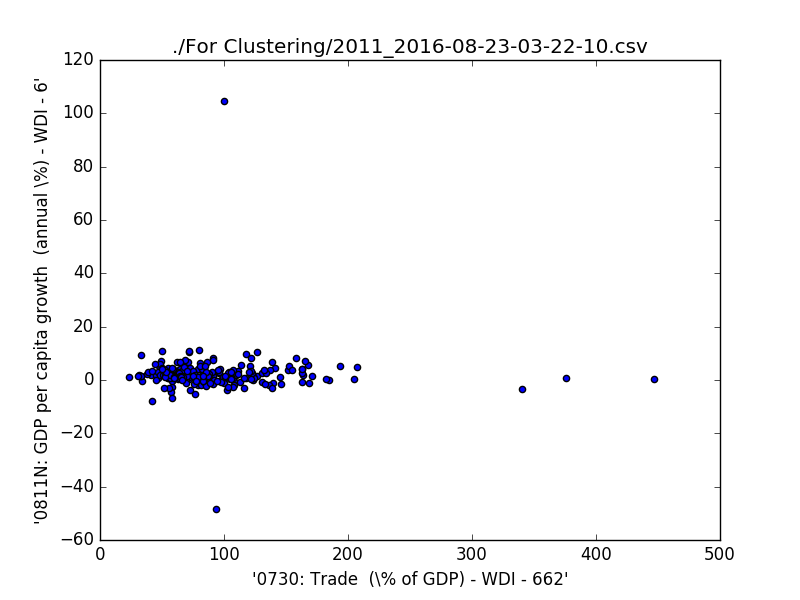 ./For Clustering/2011_2016-08-23-03-22-10.csv
'0811N: GDP per capita growth  (annual \%) - WDI - 6'
120
100
80
60
40
20
0
−20
−40
−60
0 100 200 300 400 500
'0730: Trade  (\% of GDP) - WDI - 662'